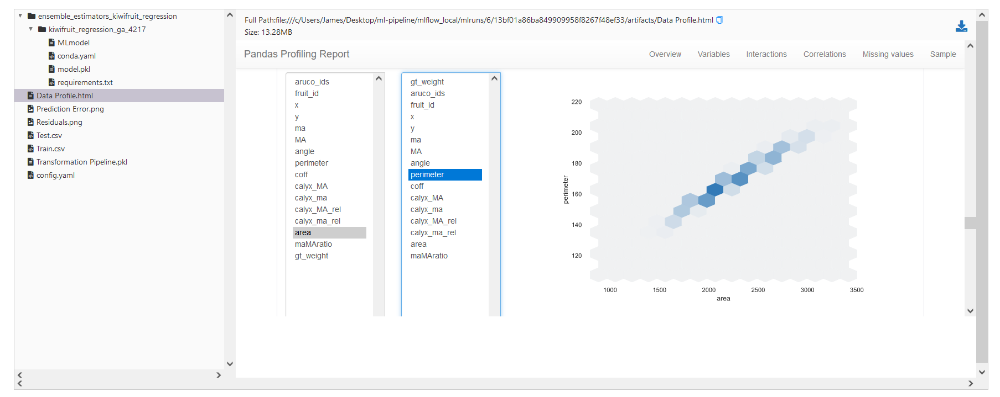 ensemble_estimators_kiwifruit_regression
kiwifruit_regression_ga_4217
MLmodel
conda.yaml
model.pkl
requirements.txt
Data Profile.html
Prediction Error.png
Residuals.png
Test.csv
Train.csv
Transformation Pipeline.pkl
config.yaml
Full Path:file:///c/Users/James/Desktop/ml-pipeline/mlflow_local/mlruns/6/13bf01a86ba849909958f8267f48ef33/artifacts/Data Profile.html
Size: 13.28MB
Pandas Profiling Report
Overview
Variables
Interactions
Correlations
Missing values
Sample
aruco_ids
fruit_id
x
y
ma
MA
angle
perimeter
coff
calyx_MA
calyx_ma
calyx_MA_rel
calyx_ma_rel
area
maMAratio
gt_weight
gt_weight
aruco_ids
fruit_id
x
y
ma
MA
angle
perimeter
coff
calyx_MA
calyx_ma
calyx_MA_rel
calyx_ma_rel
area
maMAratio
220
200
180
160
140
120
perimeter
1000 1500 2000 2500 3000 3500
area